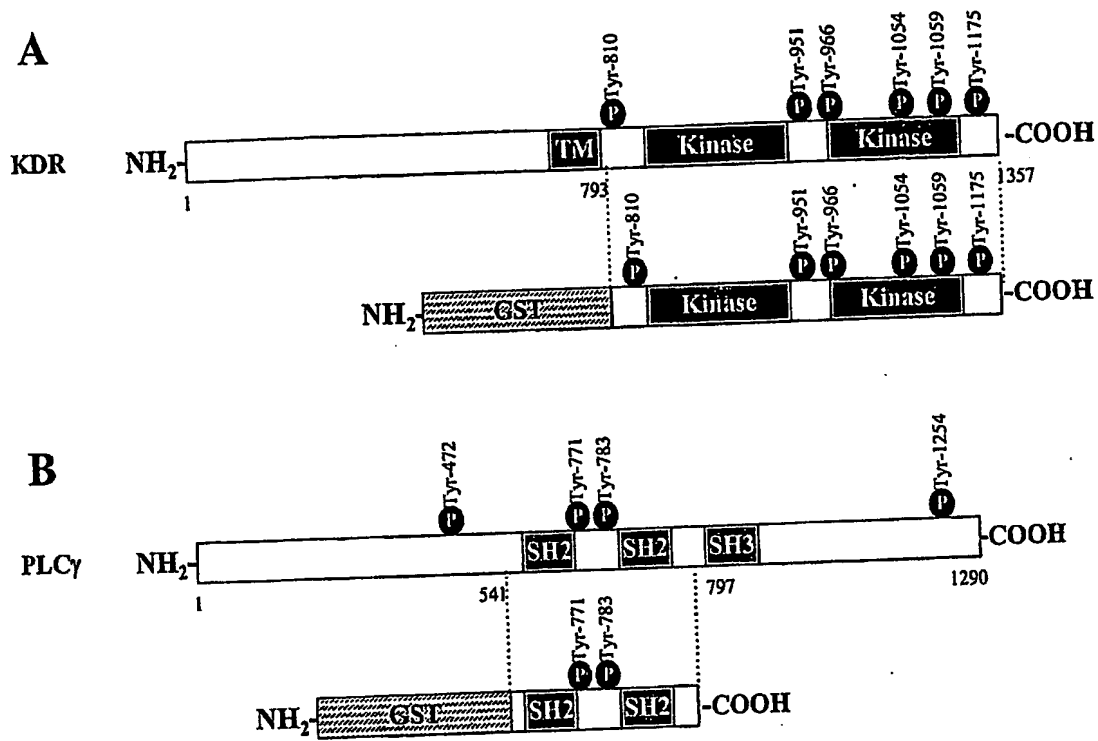 A
Tyr-810
Tyr-951
Tyr-966
Tyr-1054
Tyr-1059
Tyr-1175
P P P P P P
KDR NH2- TM Kinase Kinase -COOH
1 793 1357
Tyr-810
Tyr-951
Tyr-966
Tyr-1054
Tyr-1059
Tyr-1175
P P P P P P
NH2- GST Kinase Kinase -COOH
B
Tyr-472
Tyr-771
Tyr-783
Tyr-1254
P P P P
PLCγ NH2- SH2 SH2 SH3 -COOH
1 541 797 1290
Tyr-771
Tyr-783
P P
NH2- GST SH2 SH2 -COOH